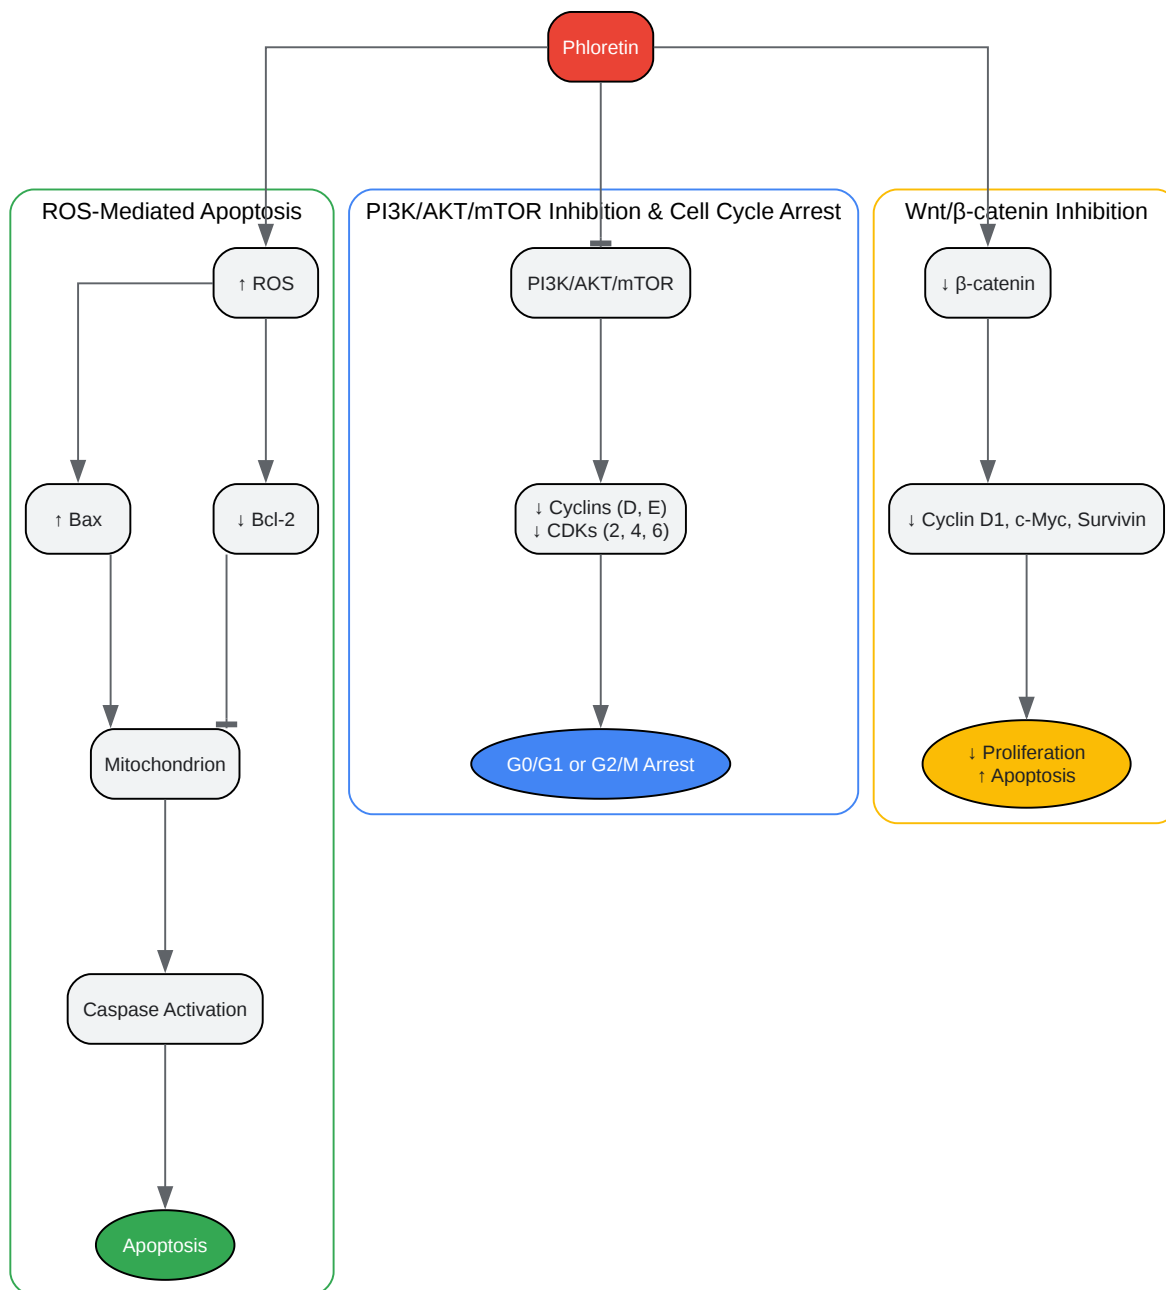 Phloretin
ROS-Mediated Apoptosis
PI3K/AKT/mTOR Inhibition & Cell Cycle Arrest
Wnt/β-catenin Inhibition
↑ ROS
PI3K/AKT/mTOR
↓ β-catenin
↑ Bax
↓ Bcl-2
↓ Cyclins (D, E)
↓ CDKs (2, 4, 6)
↓ Cyclin D1, c-Myc, Survivin
Mitochondrion
G0/G1 or G2/M Arrest
↓ Proliferation
↑ Apoptosis
Caspase Activation
Apoptosis